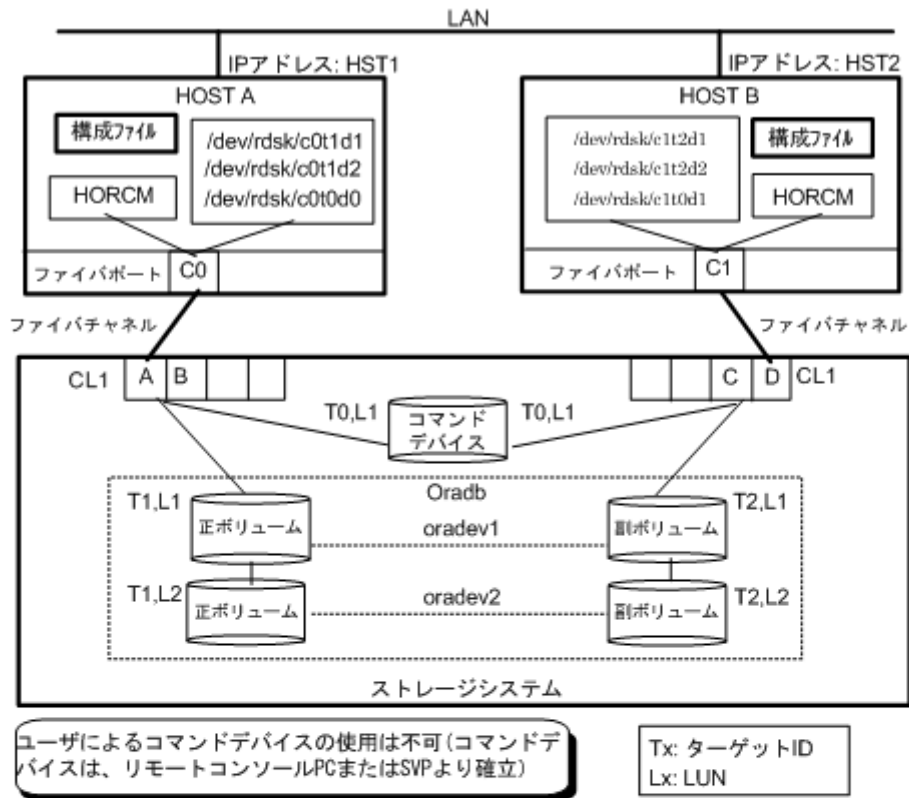 LAN
IPアドレス: HST1
IPアドレス: HST2
HOST A
構成ファイル
/dev/rdsk/c0t1d1
/dev/rdsk/c0t1d2
/dev/rdsk/c0t0d0
HORCM
ファイバポート
C0
HOST B
/dev/rdsk/c1t2d1
/dev/rdsk/c1t2d2
/dev/rdsk/c1t0d1
構成ファイル
HORCM
ファイバポート
C1
ファイバチャネル
ファイバチャネル
CL1
A
B
C
D
CL1
T0,L1
コマンド
デバイス
T0,L1
Oradb
T1,L1
正ボリューム
oradev1
副ボリューム
T2,L1
T1,L2
正ボリューム
oradev2
副ボリューム
T2,L2
ストレージシステム
ユーザによるコマンドデバイスの使用は不可(コマンドデ
バイスは、リモートコンソールPCまたはSVPより確立)
Tx: ターゲットID
Lx: LUN